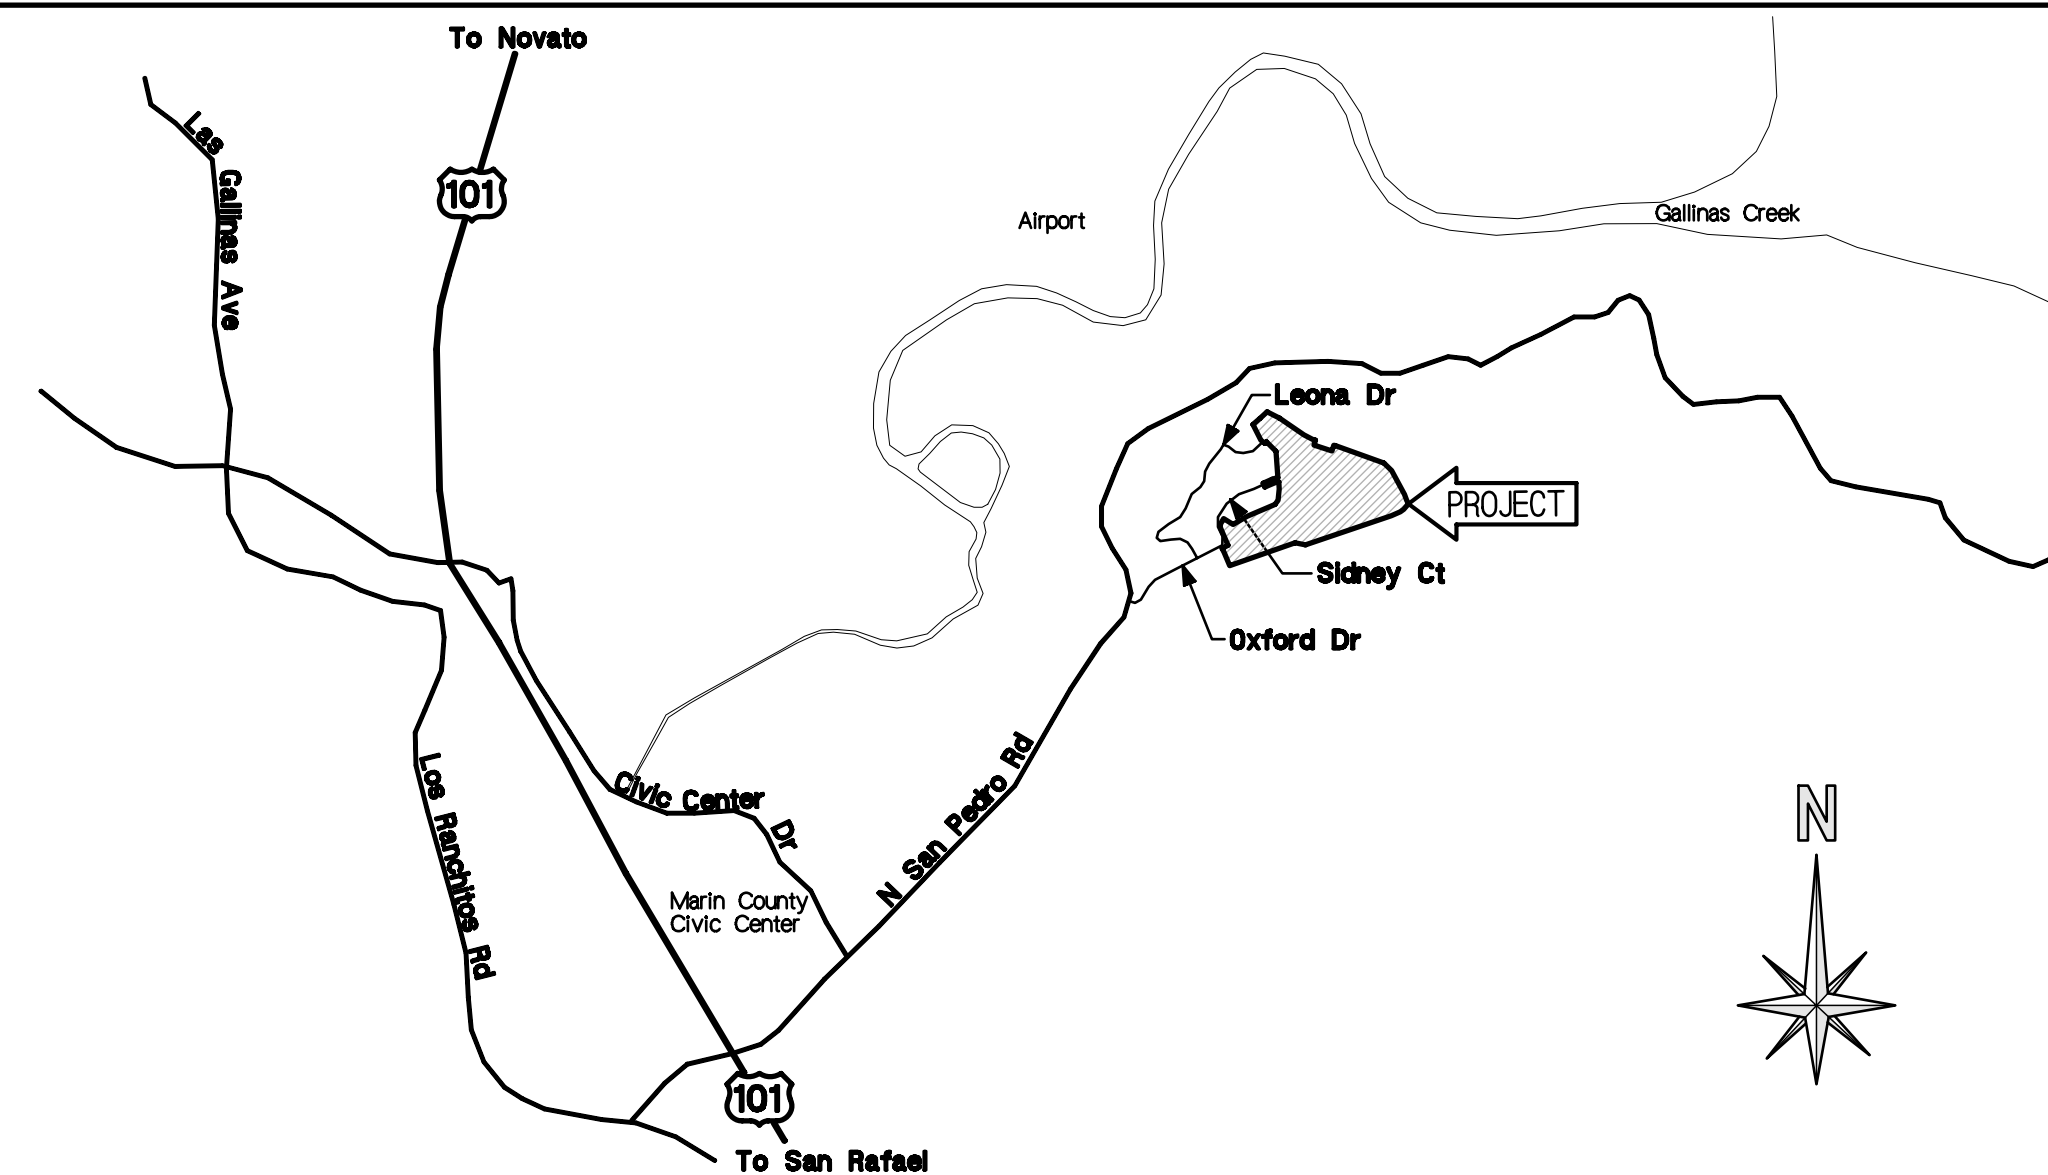 To Novato
Las Gallinas Ave
101
Airport
Gallinas Creek
Leona Dr
PROJECT
Sidney Ct
Oxford Dr
N San Pedro Rd
Los Ranchitos Rd
Civic Center Dr
N
Marin County
Civic Center
101
To San Rafael